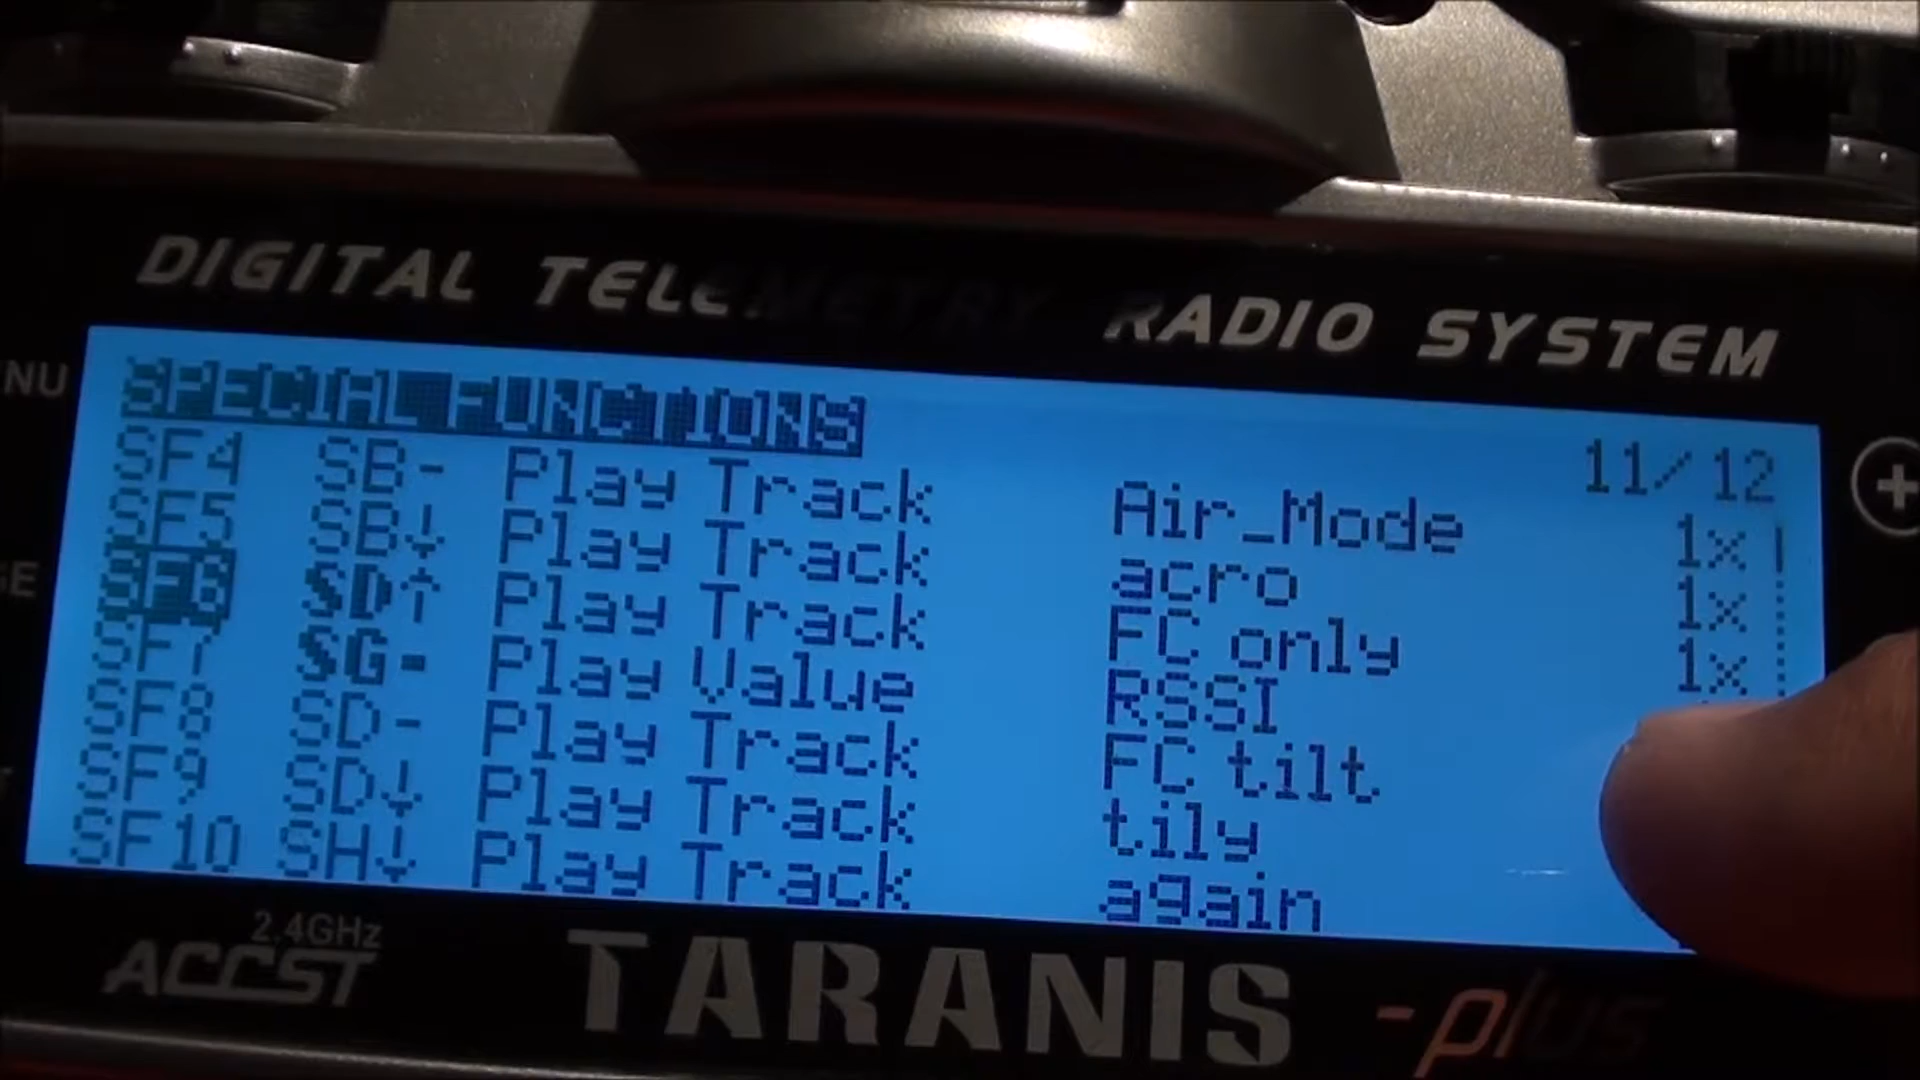 DIGITAL TELEMETRY RADIO SYSTEM
NU
SPECIAL FUNCTIONS 11/12
SF4 SB- Play Track Air_Mode 1x
SF5 SB↓ Play Track acro 1x
SF6 SD↑ Play Track FC only 1x
SF7 SG- Play Value RSSI
SF8 SD- Play Track FC tilt
SF9 SD↓ Play Track tily
SF10 SH↓ Play Track again
GE
+
2.4GHz
ACCST
TARANIS -plus